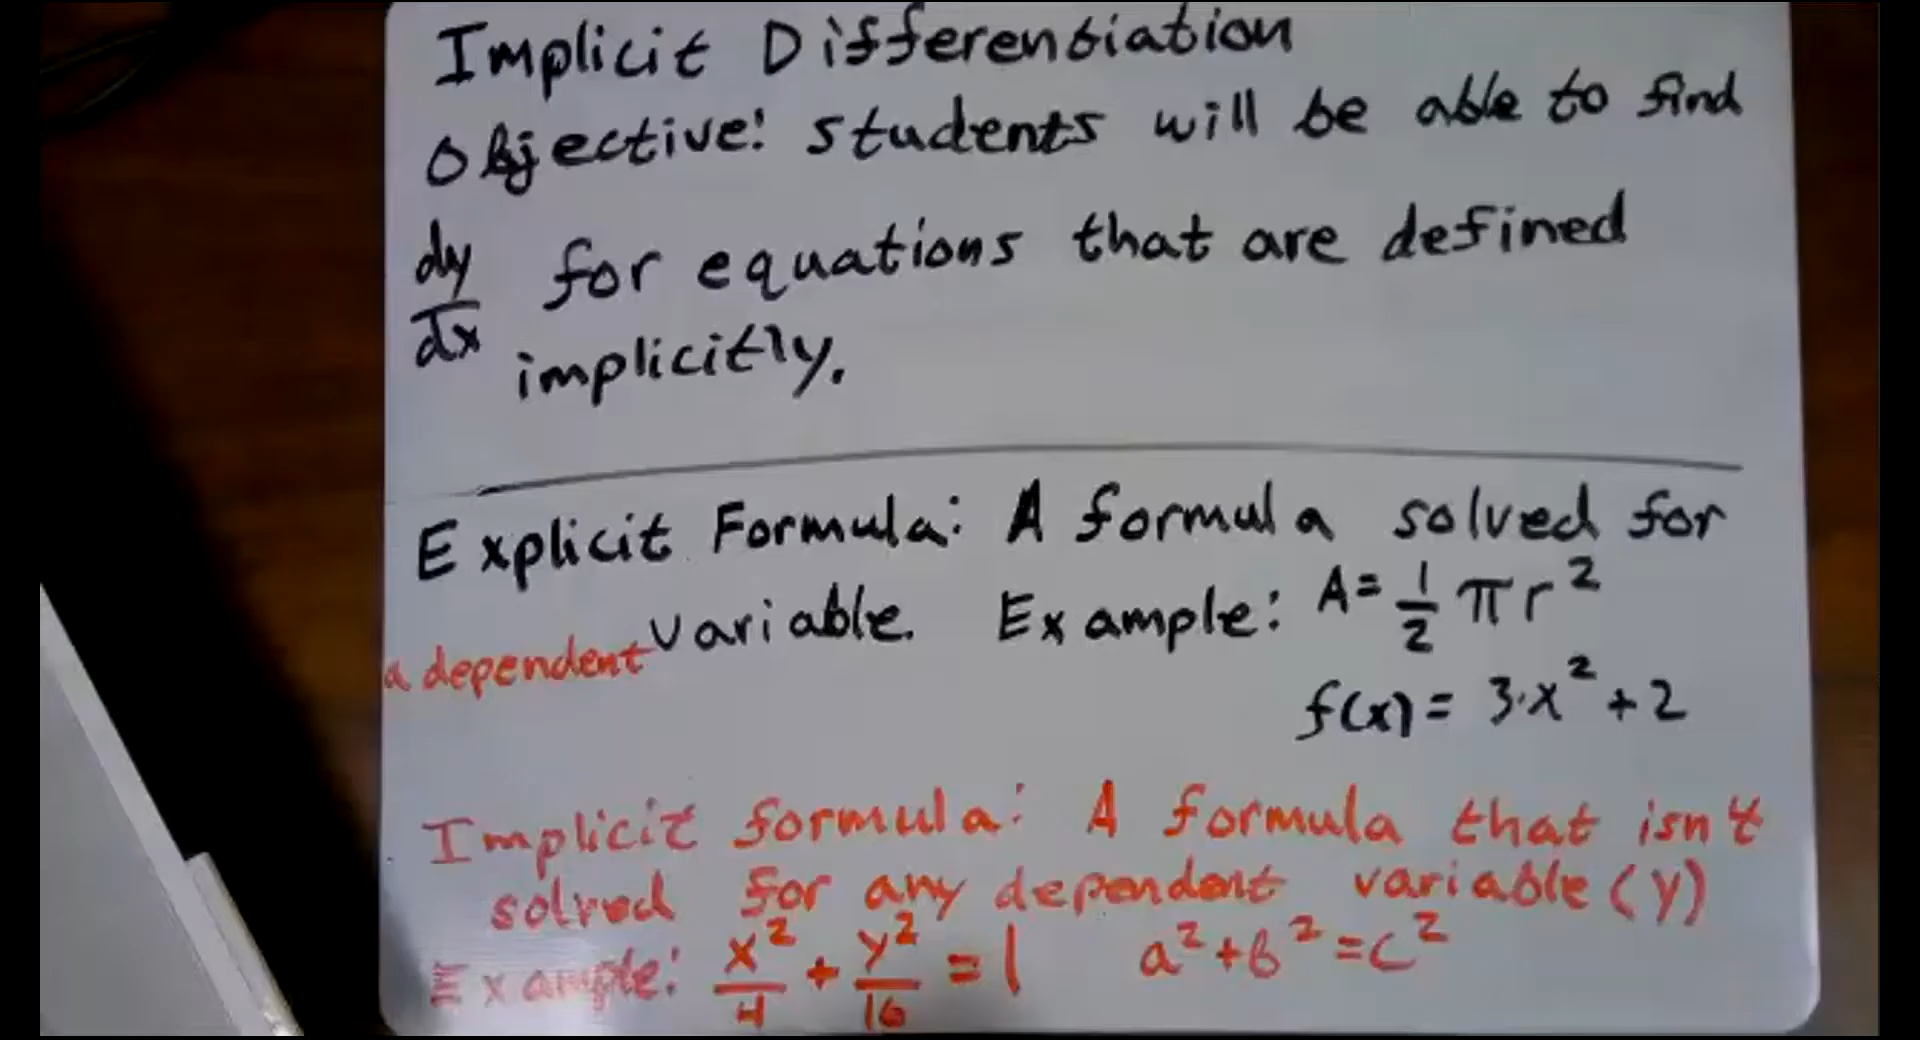 Implicit Differentiation
Objective: students will be able to find
dy/dx for equations that are defined
implicitly.
Explicit Formula: A formula solved for
a dependent variable. Example: A = 1/2 πr²
f(x) = 3·x² + 2
Implicit formula: A formula that isn't
solved for any dependent variable (y)
Example: x²/4 + y²/16 = 1 a² + b² = c²